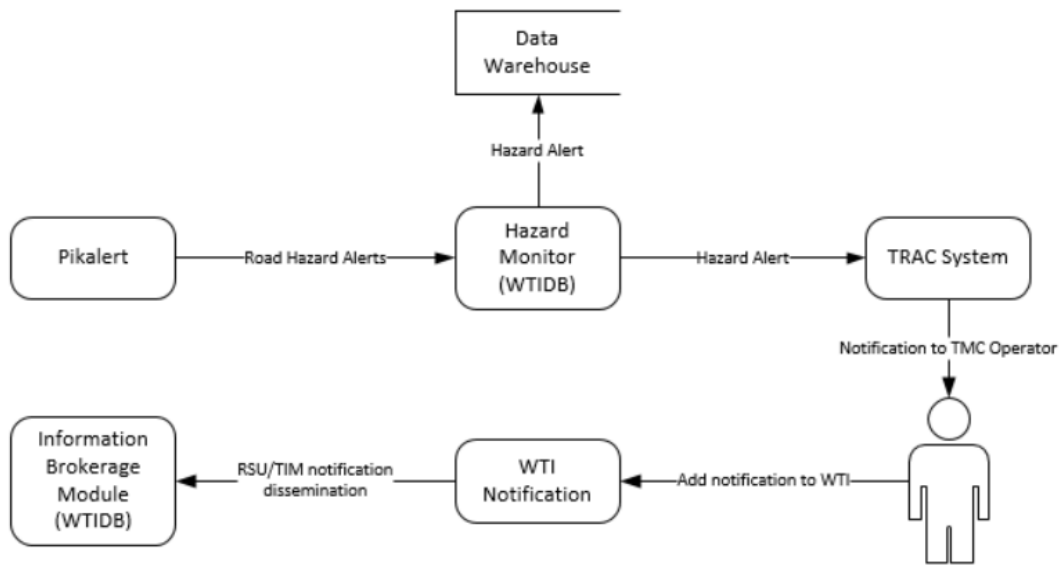 Data
Warehouse
Hazard Alert
Pikalert
Road Hazard Alerts
Hazard
Monitor
(WTIDB)
Hazard Alert
TRAC System
Notification to TMC Operator
Information
Brokerage
Module
(WTIDB)
RSU/TIM notification
dissemination
WTI
Notification
Add notification to WTI